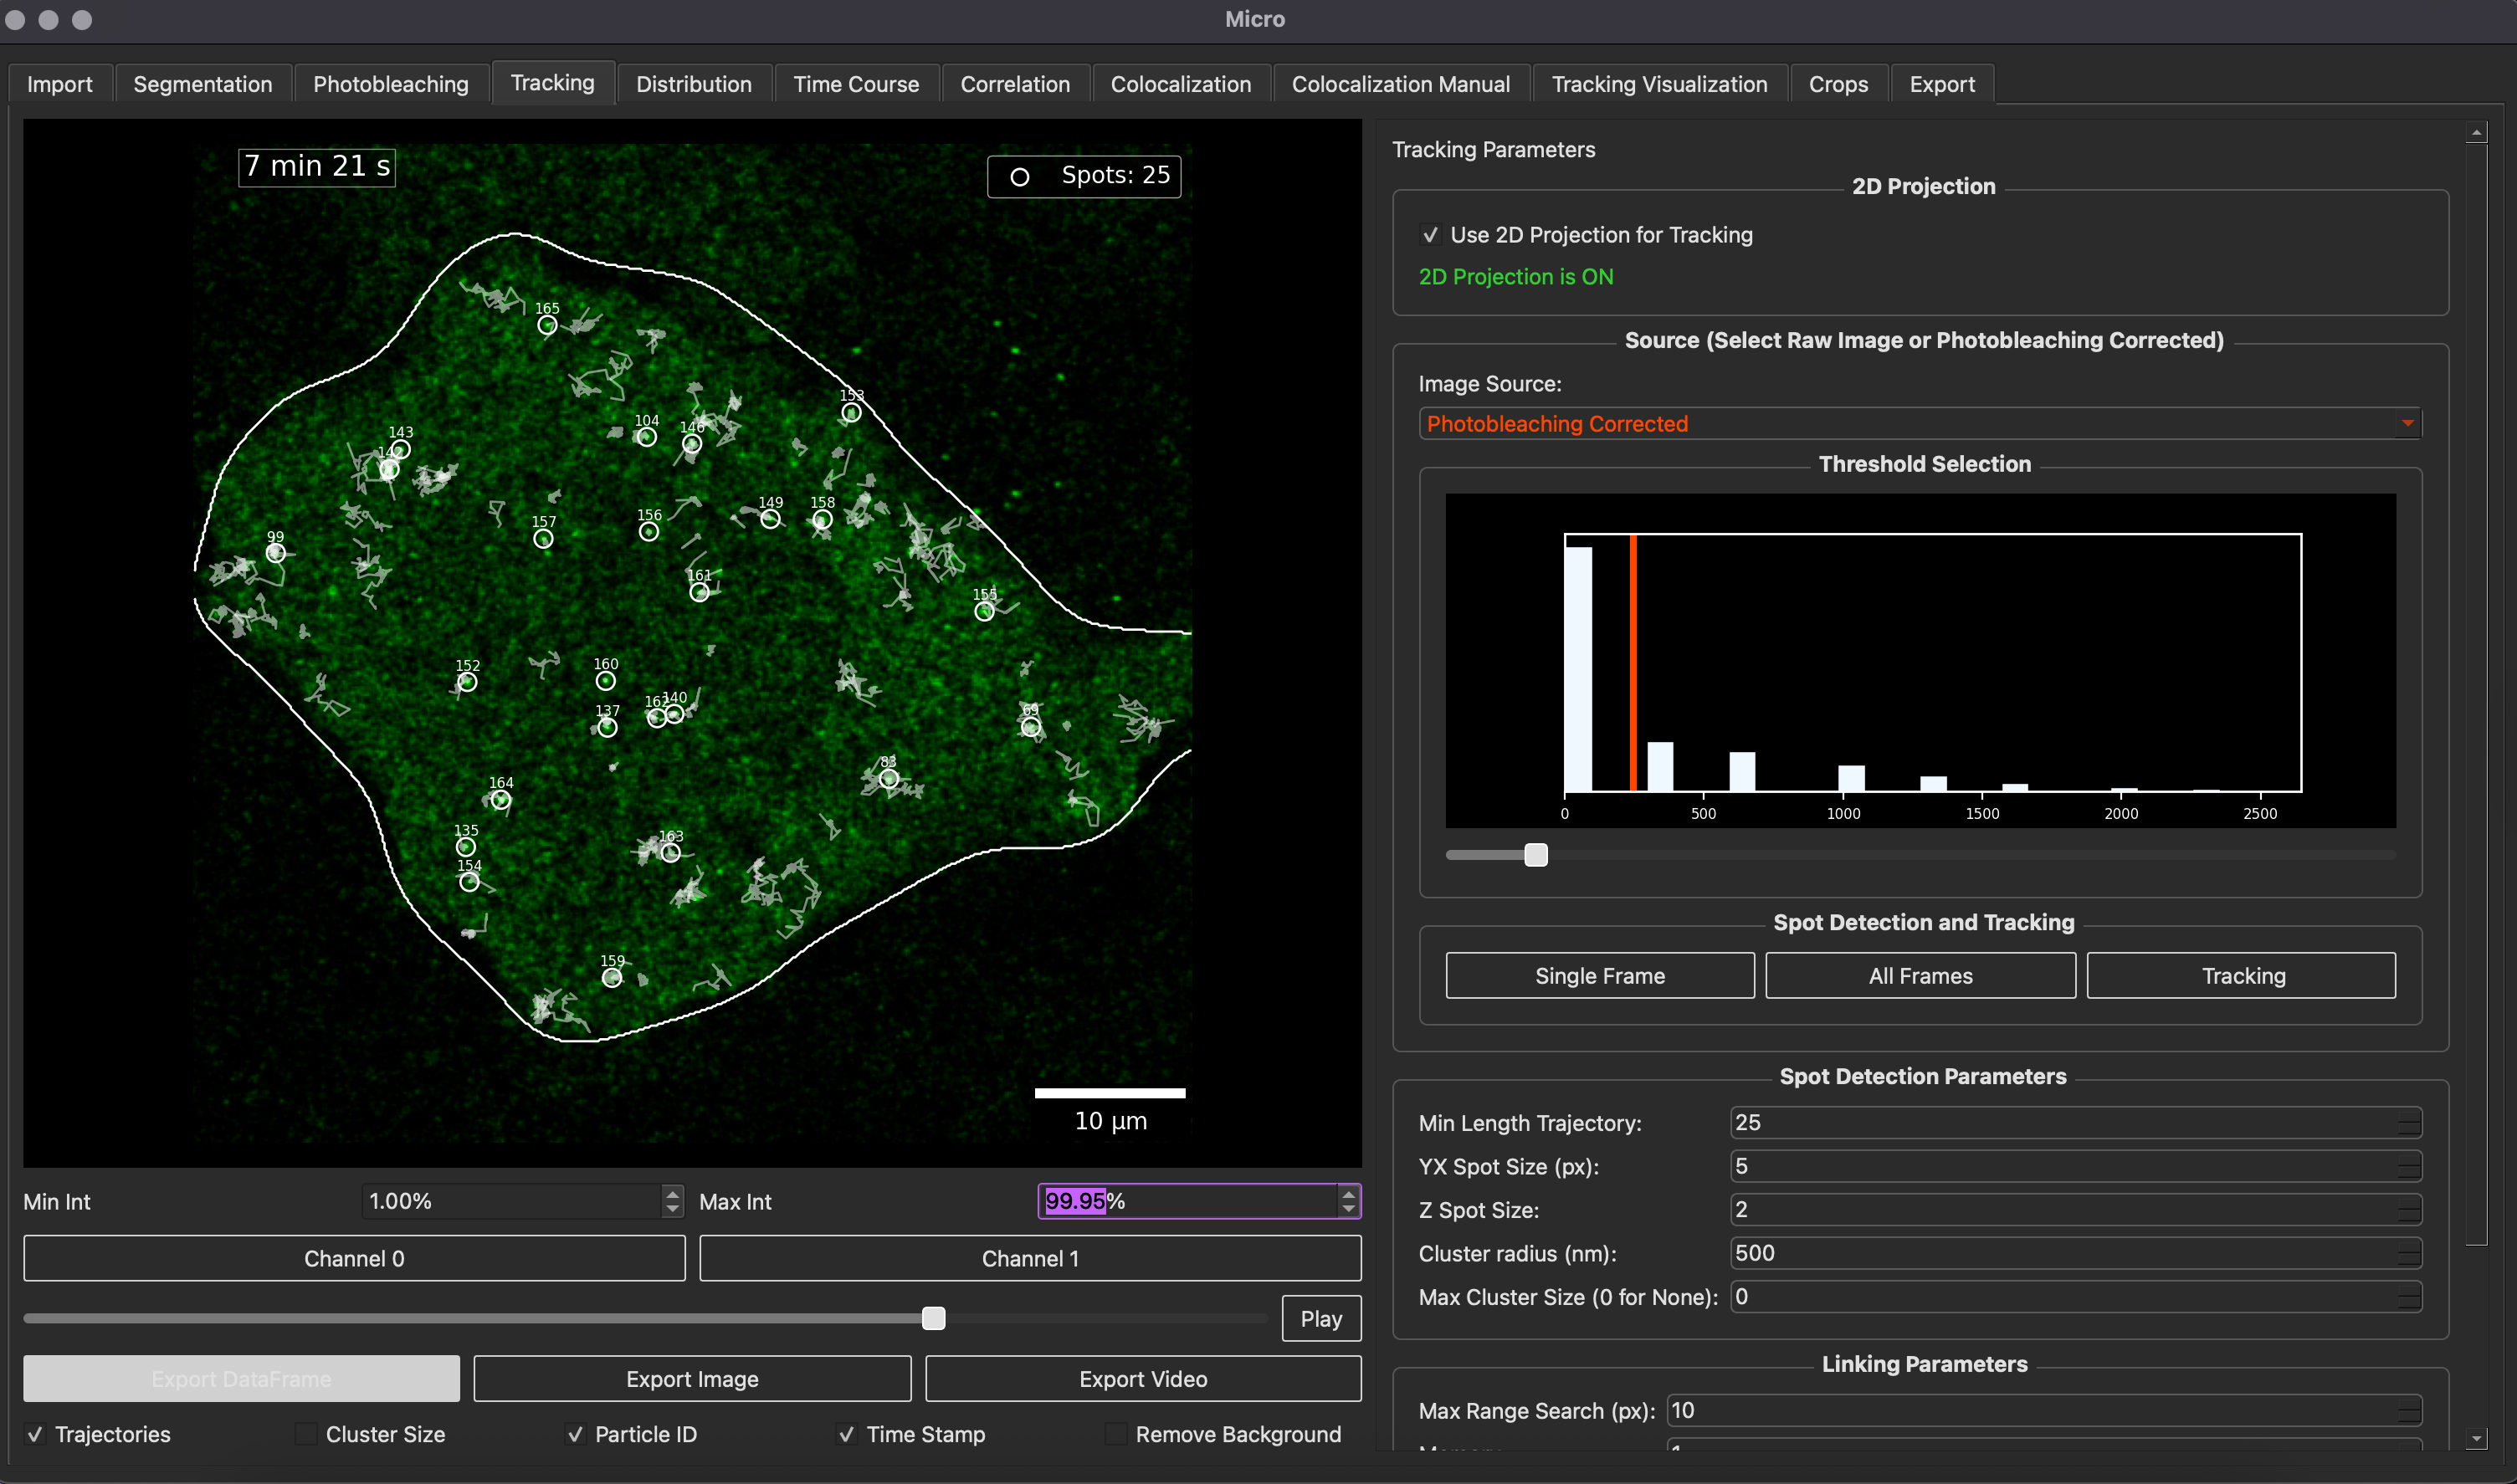 Micro
Import Segmentation Photobleaching Tracking Distribution Time Course Correlation Colocalization Colocalization Manual Tracking Visualization Crops Export
7 min 21 s
Spots: 25
165
153
104
146
143
142
149
158
156
157
99
161
155
152
160
162
140
137
69
83
164
135
163
154
159
10 µm
Min Int 1.00% Max Int 99.95%
Channel 0 Channel 1
Play
Export DataFrame Export Image Export Video
✓ Trajectories Cluster Size ✓ Particle ID ✓ Time Stamp Remove Background
Tracking Parameters
2D Projection
✓ Use 2D Projection for Tracking
2D Projection is ON
Source (Select Raw Image or Photobleaching Corrected)
Image Source:
Photobleaching Corrected
Threshold Selection
0 500 1000 1500 2000 2500
Spot Detection and Tracking
Single Frame All Frames Tracking
Spot Detection Parameters
Min Length Trajectory: 25
YX Spot Size (px): 5
Z Spot Size: 2
Cluster radius (nm): 500
Max Cluster Size (0 for None): 0
Linking Parameters
Max Range Search (px): 10